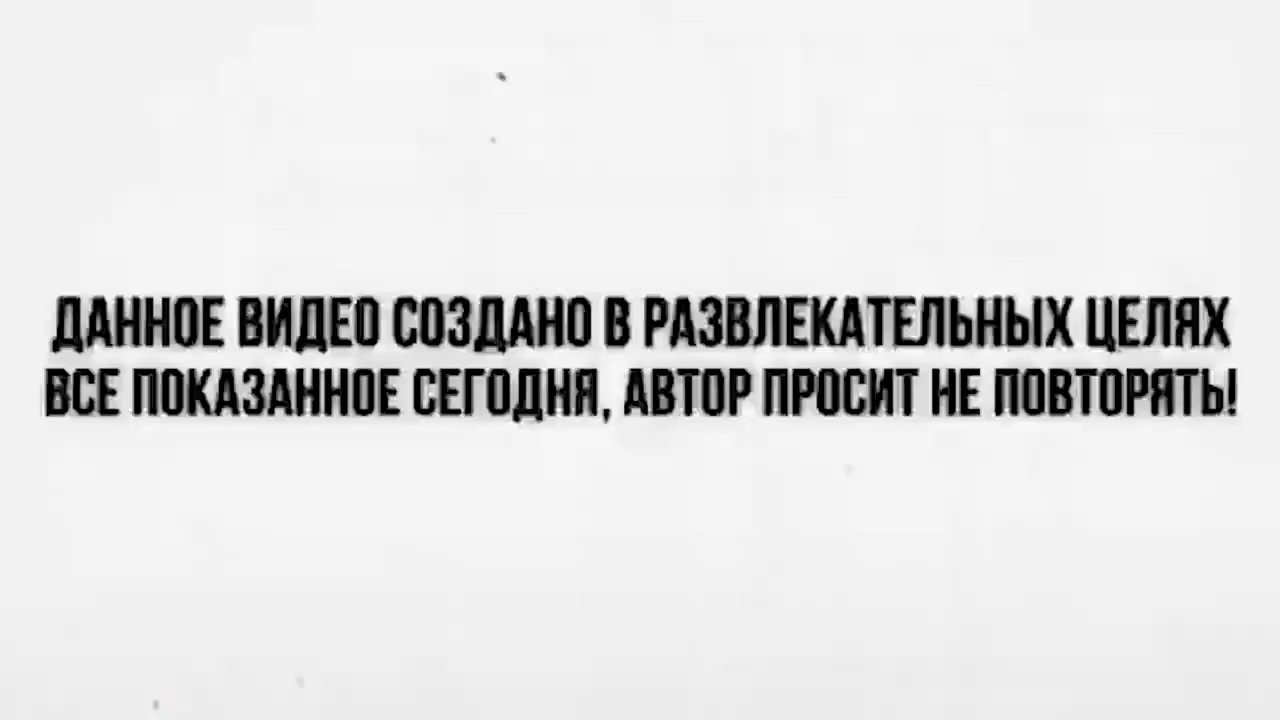 ДАННОЕ ВИДЕО СОЗДАНО В РАЗВЛЕКАТЕЛЬНЫХ ЦЕЛЯХ
ВСЕ ПОКАЗАННОЕ СЕГОДНЯ, АВТОР ПРОСИТ НЕ ПОВТОРЯТЬ!